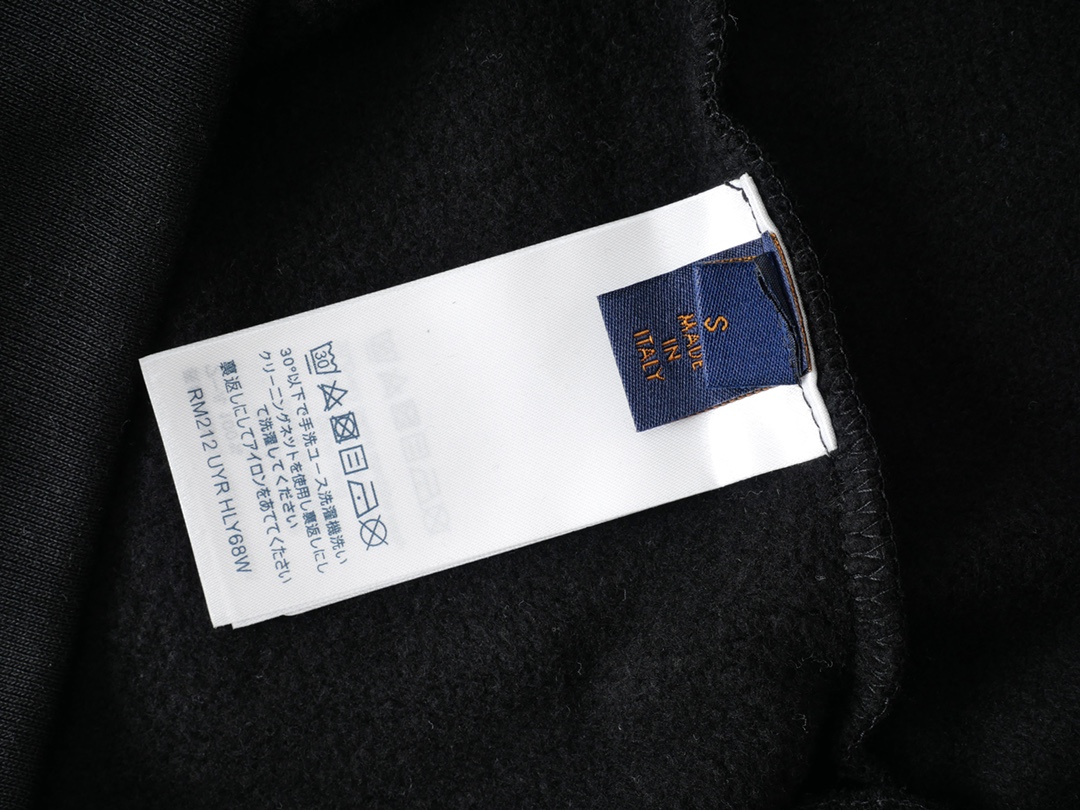 S
MADE
IN
ITALY
30
30°以下で手洗コース洗濯機洗い
クリーニングネットを使用し裏返しにし
て洗濯してください
裏返しにしてアイロンをあててください
RM212 UYR HLY68W